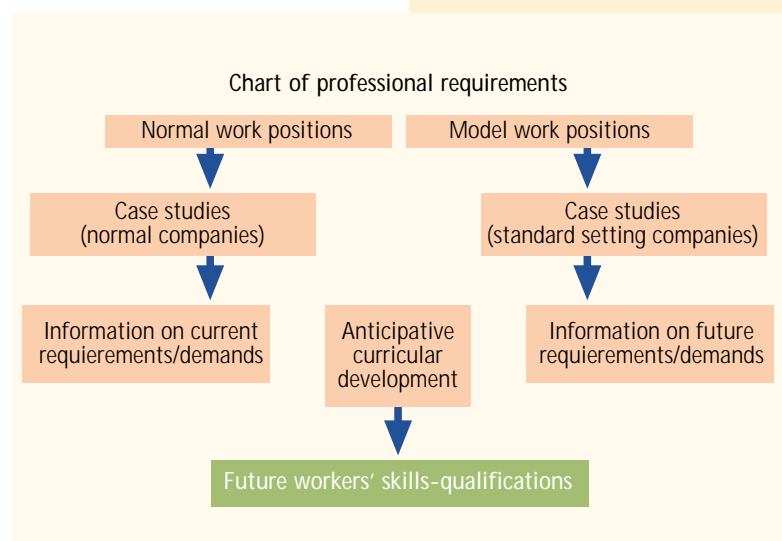 Chart of professional requirements
Normal work positions
Model work positions
Case studies
(normal companies)
Case studies
(standard setting companies)
Information on current
requierements/demands
Anticipative
curricular
development
Information on future
requierements/demands
Future workers' skills-qualifications